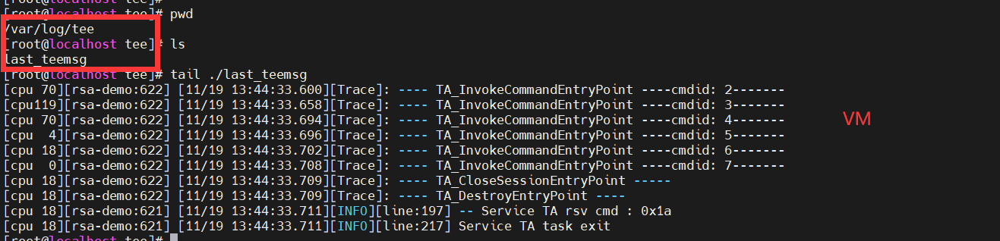 [root@localhost tee]#
[root@localhost tee]# pwd
/var/log/tee
[root@localhost tee]# ls
last_teemsg
[root@localhost tee]# tail ./last_teemsg
[cpu 70][rsa-demo:622] [11/19 13:44:33.600][Trace]: ---- TA_InvokeCommandEntryPoint ----cmdid: 2-------
[cpu119][rsa-demo:622] [11/19 13:44:33.658][Trace]: ---- TA_InvokeCommandEntryPoint ----cmdid: 3-------
[cpu 70][rsa-demo:622] [11/19 13:44:33.694][Trace]: ---- TA_InvokeCommandEntryPoint ----cmdid: 4-------
[cpu  4][rsa-demo:622] [11/19 13:44:33.696][Trace]: ---- TA_InvokeCommandEntryPoint ----cmdid: 5-------
[cpu 18][rsa-demo:622] [11/19 13:44:33.702][Trace]: ---- TA_InvokeCommandEntryPoint ----cmdid: 6-------
[cpu  0][rsa-demo:622] [11/19 13:44:33.708][Trace]: ---- TA_InvokeCommandEntryPoint ----cmdid: 7-------
[cpu 18][rsa-demo:622] [11/19 13:44:33.709][Trace]: ---- TA_CloseSessionEntryPoint -----
[cpu 18][rsa-demo:622] [11/19 13:44:33.709][Trace]: ---- TA_DestroyEntryPoint ----
[cpu 18][rsa-demo:621] [11/19 13:44:33.711][INFO][line:197] -- Service TA rsv cmd : 0x1a
[cpu 18][rsa-demo:621] [11/19 13:44:33.711][INFO][line:217] Service TA task exit
[root@localhost tee]#
VM